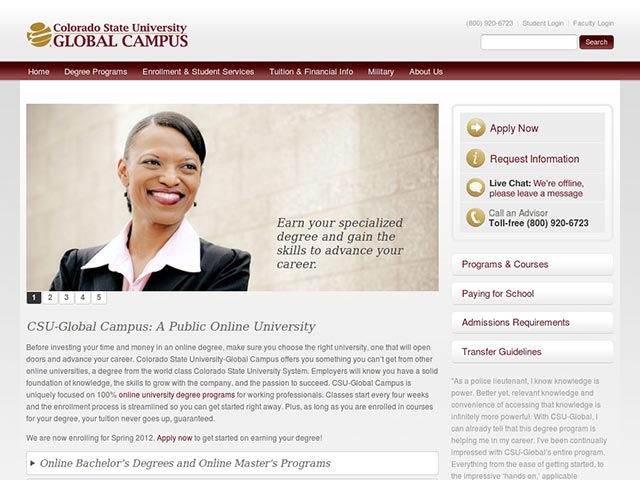 Colorado State University
GLOBAL CAMPUS
(800) 920-6723 | Student Login | Faculty Login
Search
Home Degree Programs Enrollment & Student Services Tuition & Financial Info Military About Us
Earn your specialized
degree and gain the
skills to advance your
career.
1 2 3 4 5
Apply Now
Request Information
Live Chat: We're offline,
please leave a message
Call an Advisor
Toll-free (800) 920-6723
Programs & Courses
Paying for School
Admissions Requirements
Transfer Guidelines
CSU-Global Campus: A Public Online University
Before investing your time and money in an online degree, make sure you choose the right university, one that will open
doors and advance your career. Colorado State University-Global Campus offers you something you can't get from other
online universities, a degree from the world class Colorado State University System. Employers will know you have a solid
foundation of knowledge, the skills to grow with the company, and the passion to succeed. CSU-Global Campus is
uniquely focused on 100% online university degree programs for working professionals. Classes start every four weeks
and the enrollment process is streamlined so you can get started right away. Plus, as long as you are enrolled in courses
for your degree, your tuition never goes up, guaranteed.
We are now enrolling for Spring 2012. Apply now to get started on earning your degree!
Online Bachelor's Degrees and Online Master's Programs
"As a police lieutenant, I know knowledge is
power. Better yet, relevant knowledge and
convenience of accessing that knowledge is
infinitely more powerful. With CSU-Global, I
can already tell that this degree program is
helping me in my career. I've been continually
impressed with CSU-Global's entire program.
Everything from the ease of getting started, to
the impressive 'hands on,' applicable